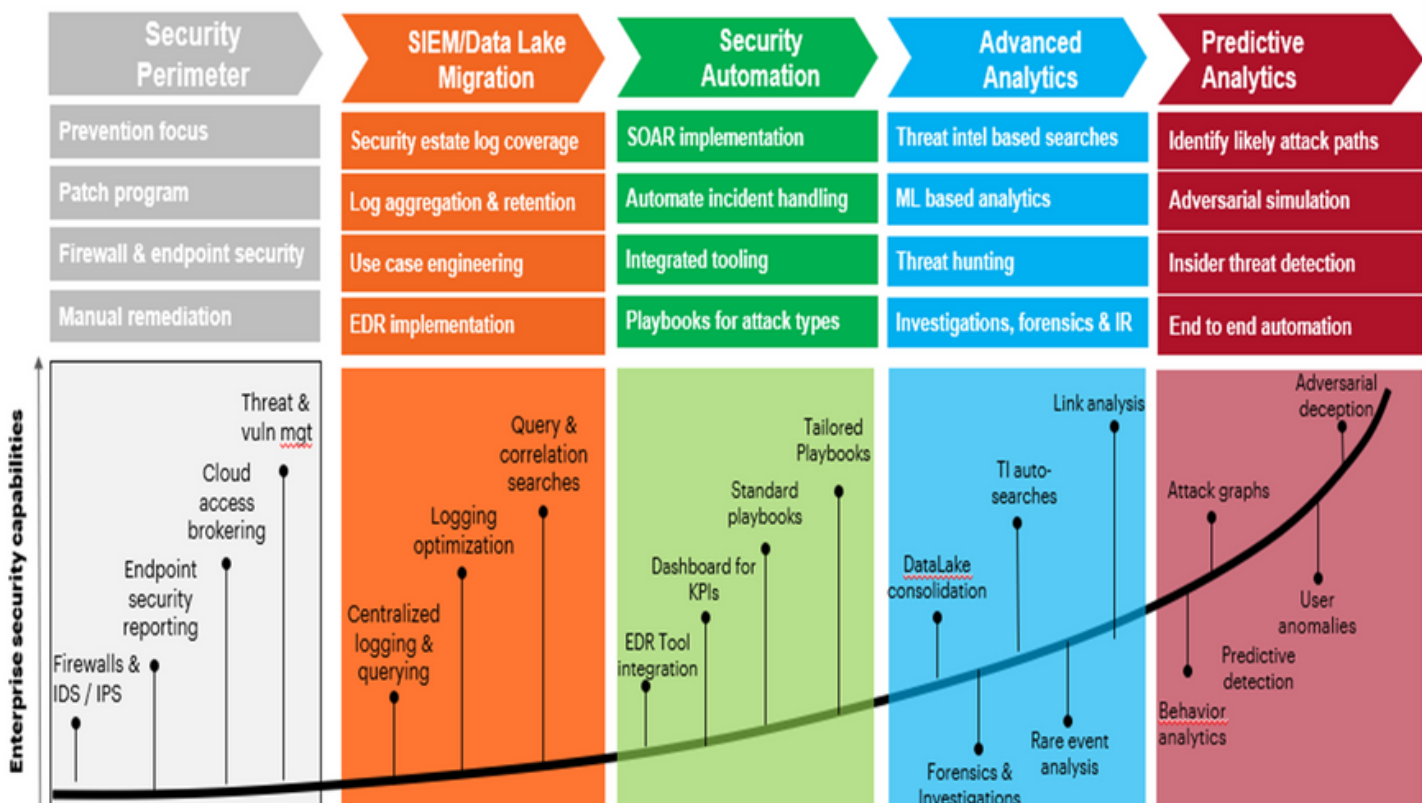 Security
Perimeter
SIEM/Data Lake
Migration
Security
Automation
Advanced
Analytics
Predictive
Analytics
Prevention focus
Patch program
Firewall & endpoint security
Manual remediation
Security estate log coverage
Log aggregation & retention
Use case engineering
EDR implementation
SOAR implementation
Automate incident handling
Integrated tooling
Playbooks for attack types
Threat intel based searches
ML based analytics
Threat hunting
Investigations, forensics & IR
Identify likely attack paths
Adversarial simulation
Insider threat detection
End to end automation
Enterprise security capabilities
Firewalls &
IDS / IPS
Endpoint
security
reporting
Cloud
access
brokering
Threat &
vuln mgt
Centralized
logging &
querying
Logging
optimization
Query &
correlation
searches
EDR Tool
integration
Dashboard for
KPIs
Standard
playbooks
Tailored
Playbooks
DataLake
consolidation
Forensics &
Investigations
TI auto-
searches
Rare event
analysis
Link analysis
Behavior
analytics
Attack graphs
Predictive
detection
User
anomalies
Adversarial
deception